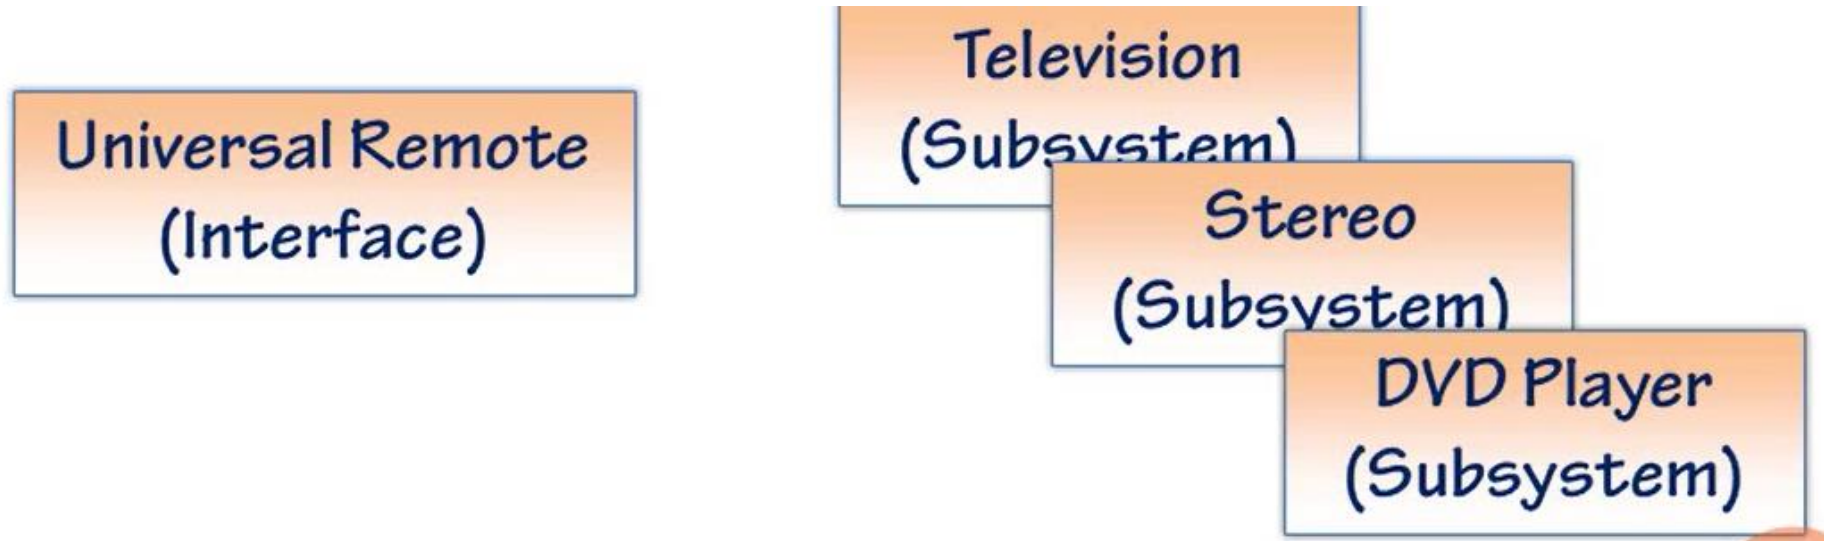 Universal Remote
(Interface)
Television
(Subsystem)
Stereo
(Subsystem)
DVD Player
(Subsystem)